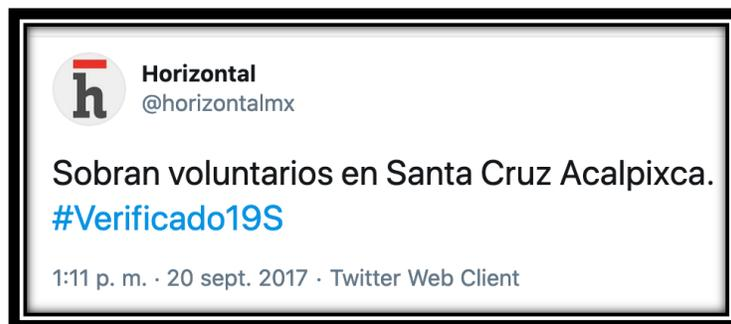 h
Horizontal
@horizontalmx
Sobran voluntarios en Santa Cruz Acalpixca.
#Verificado19S
1:11 p. m. · 20 sept. 2017 · Twitter Web Client